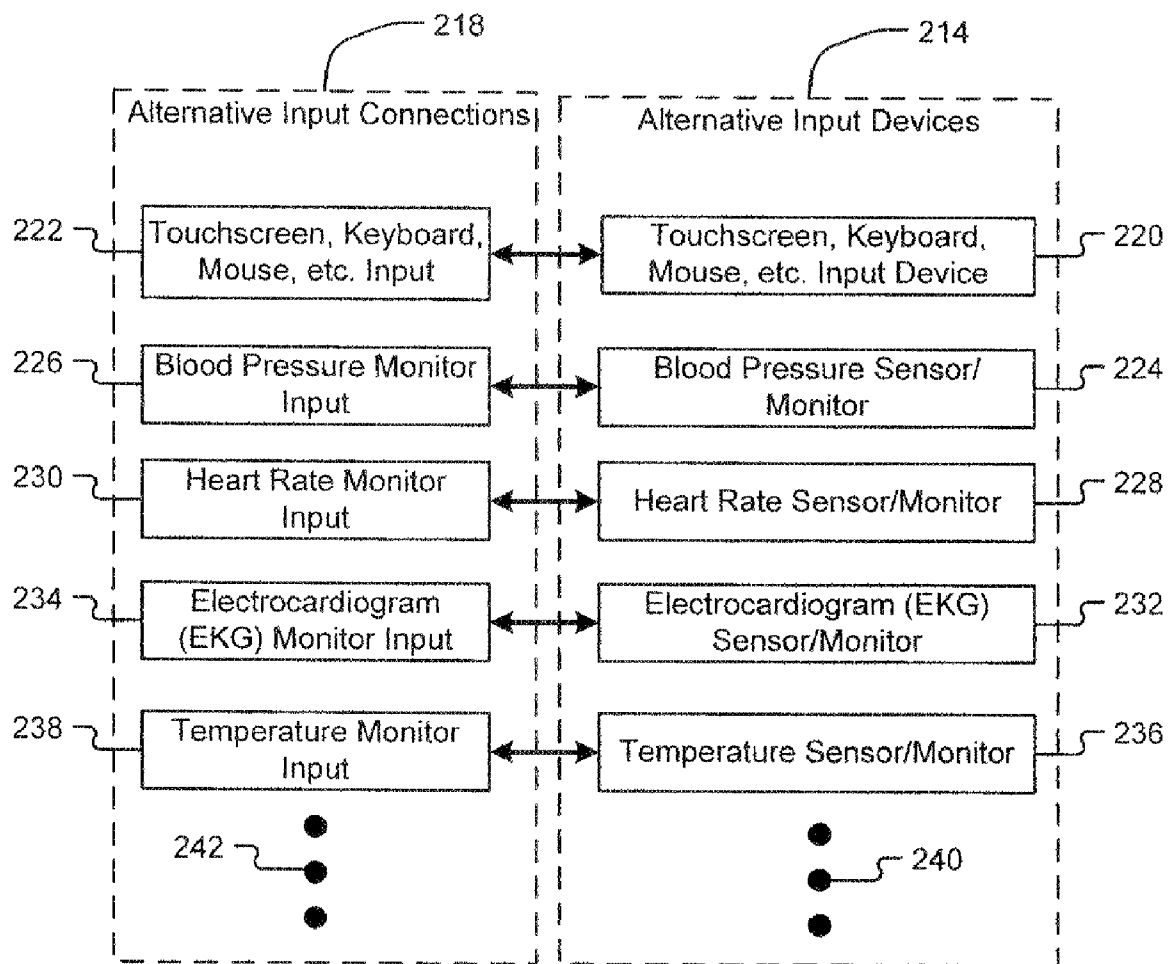 218
214
Alternative Input Connections
Alternative Input Devices
222
Touchscreen, Keyboard,
Mouse, etc. Input
Touchscreen, Keyboard,
Mouse, etc. Input Device
220
226
Blood Pressure Monitor
Input
Blood Pressure Sensor/
Monitor
224
230
Heart Rate Monitor
Input
Heart Rate Sensor/Monitor
228
234
Electrocardiogram
(EKG) Monitor Input
Electrocardiogram (EKG)
Sensor/Monitor
232
238
Temperature Monitor
Input
Temperature Sensor/Monitor
236
242
240